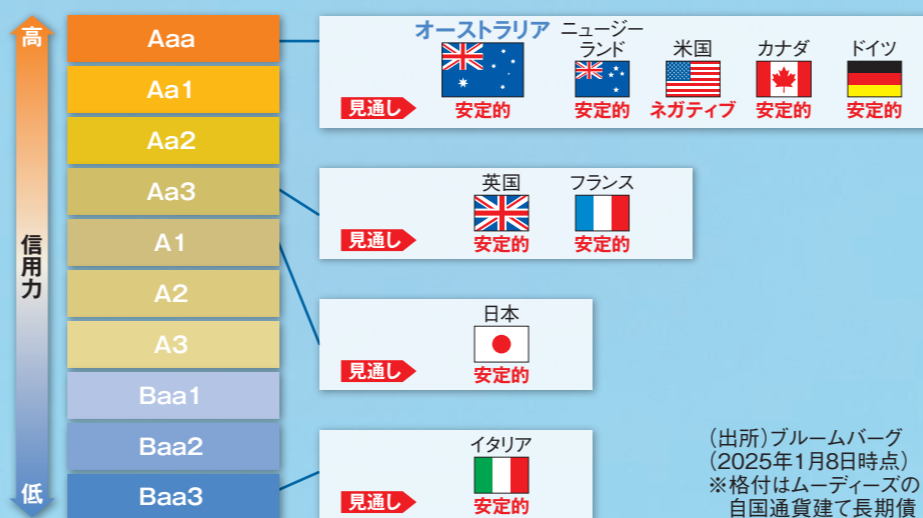 高
信用力
低
Aaa
Aa1
Aa2
Aa3
A1
A2
A3
Baa1
Baa2
Baa3
オーストラリア
ニュージー
ランド
米国
カナダ
ドイツ
見通し
安定的
安定的
ネガティブ
安定的
安定的
英国
フランス
見通し
安定的
安定的
日本
見通し
安定的
イタリア
見通し
安定的
(出所)ブルームバーグ
(2025年1月8日時点)
※格付はムーディーズの
自国通貨建て長期債